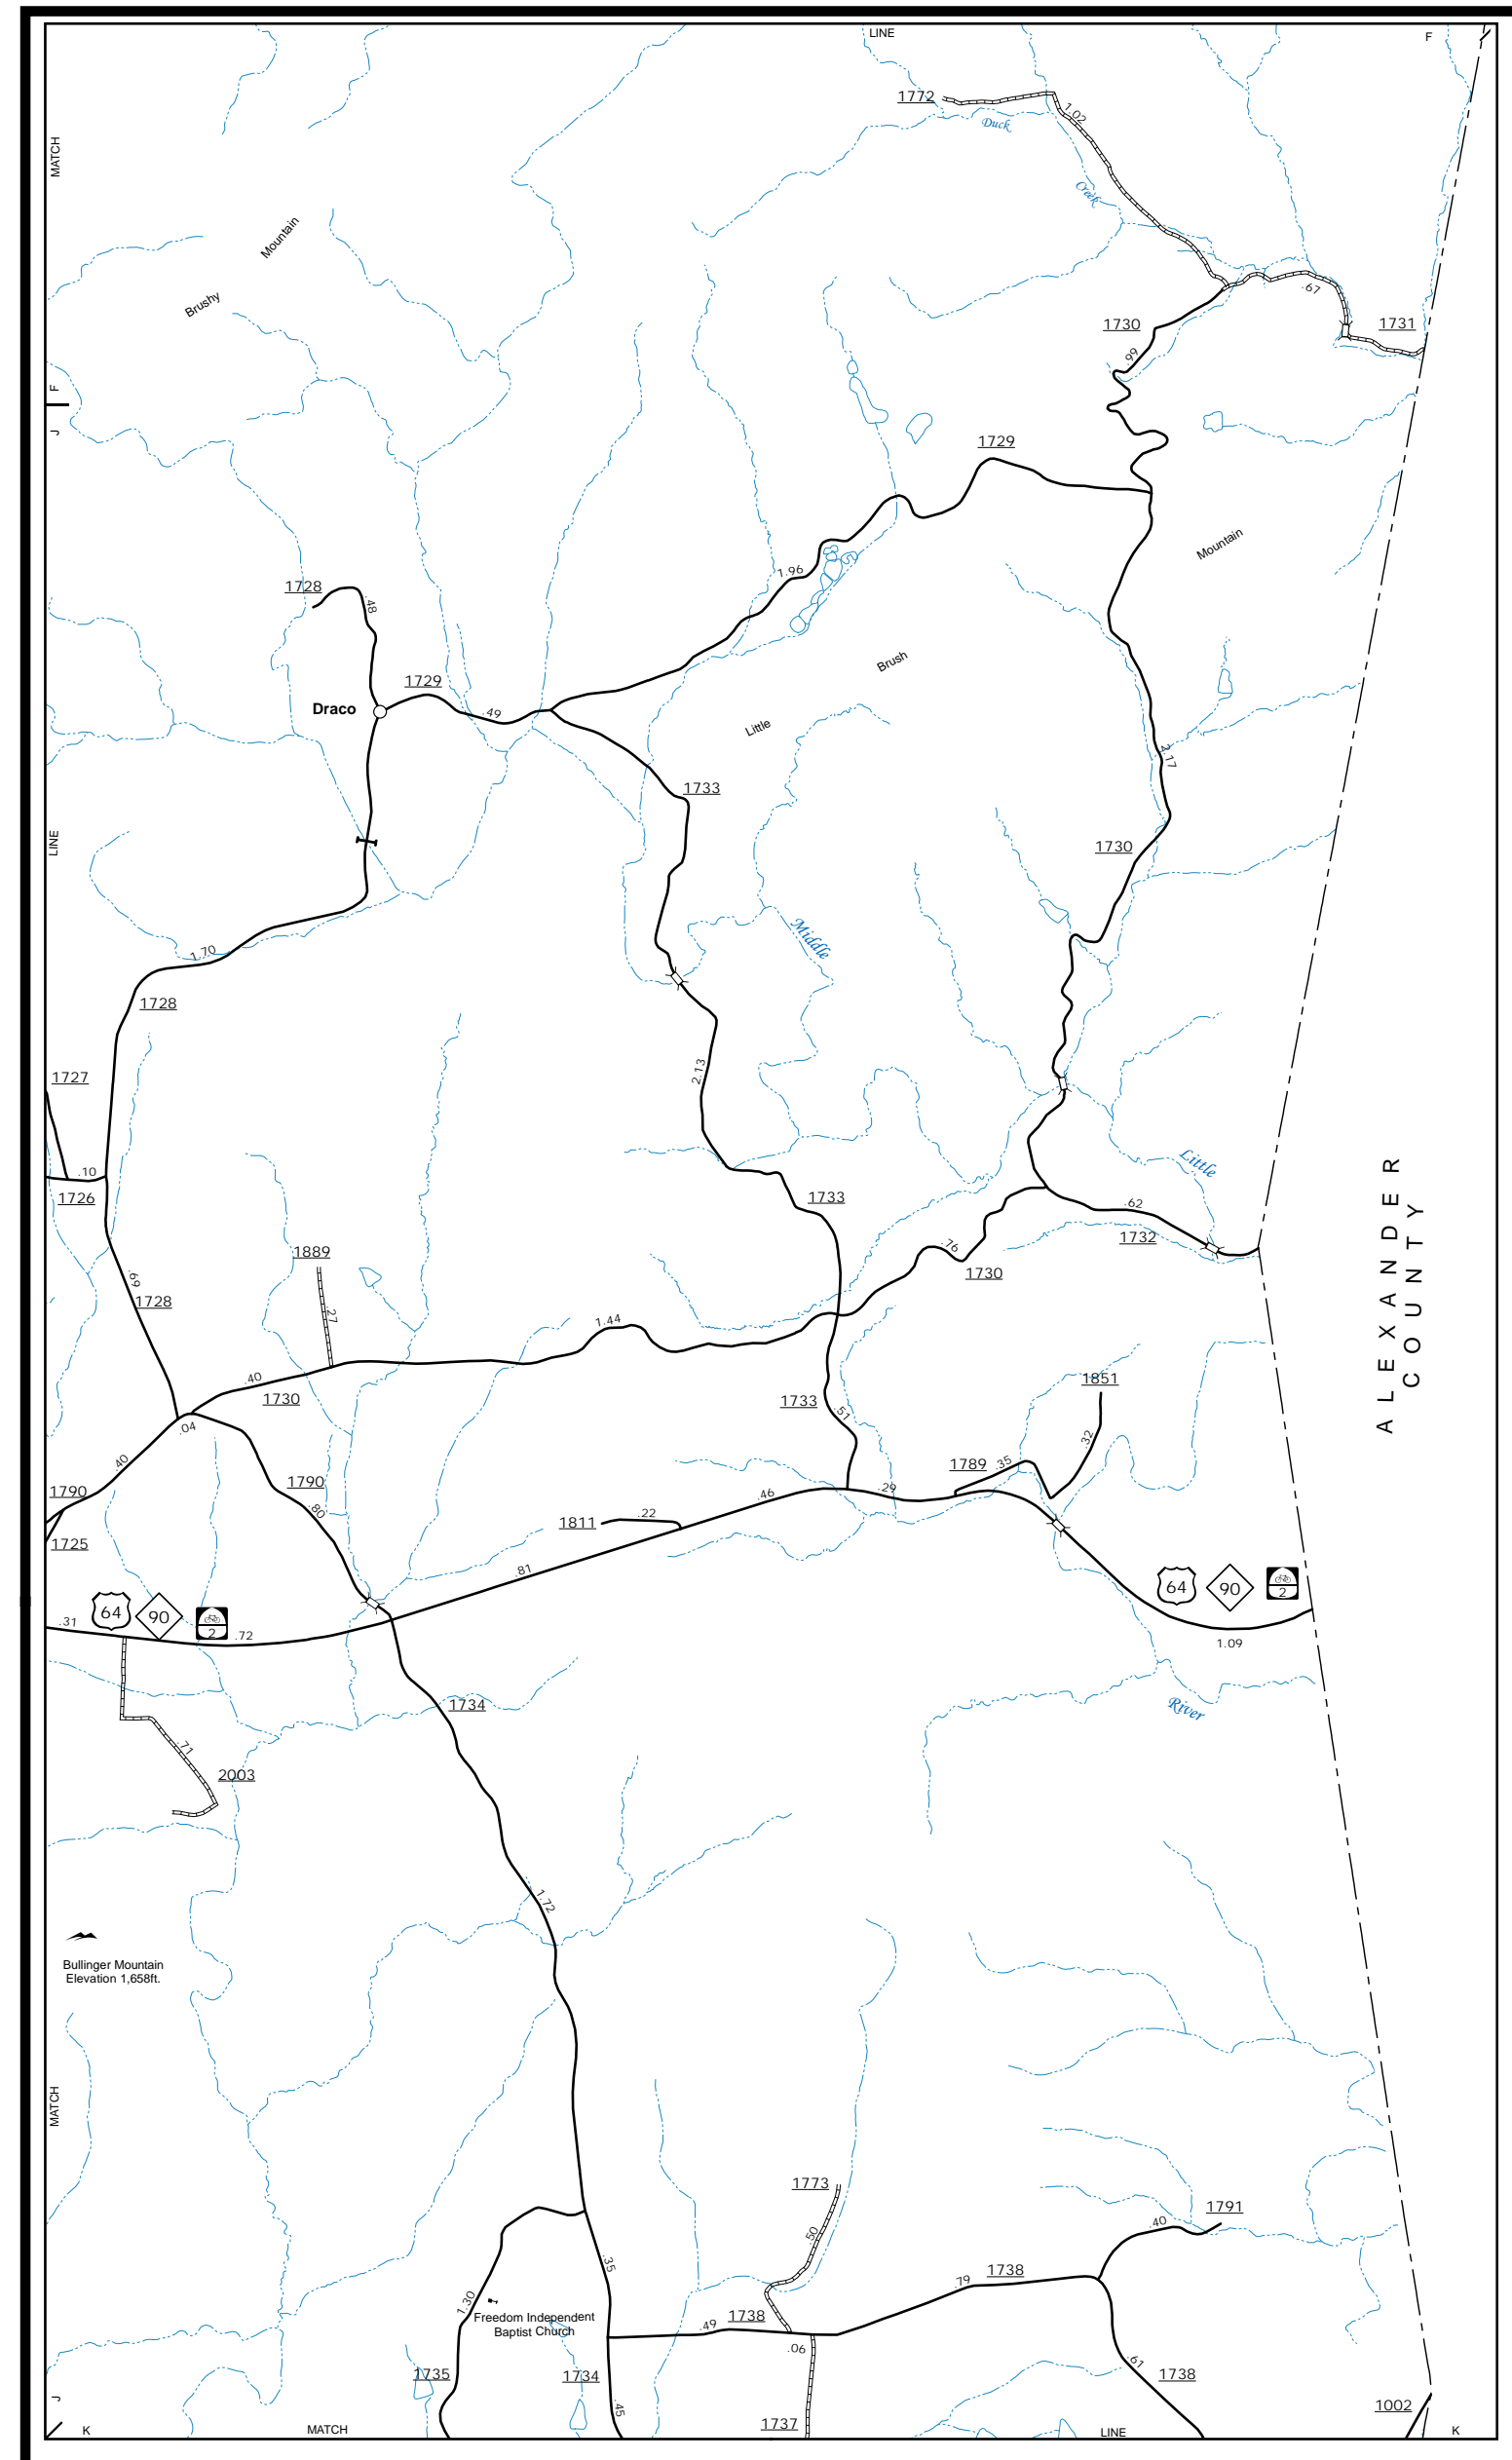 LINE
F
1772
1.02
Duck
Creek
MATCH
Mountain
Brushy
.67
1730
1731
.99
F
J
1729
Mountain
1.96
1728
.48
Brush
1729
Draco
.49
Little
2.17
1733
1730
LINE
Middle
1.70
1728
2.13
1727
Little
.10
1726
1733
.62
1732
ALEXANDER
COUNTY
.76
1889
1730
.69
1728
.27
1.44
.40
1730
1851
1733
.51
.04
.32
.40
1789
.35
1790
1790
.29
.46
.80
.22
1811
1725
.81
64
90
2
64
90
2
.31
.72
1.09
1734
River
.71
2003
1.72
Bullinger Mountain
Elevation 1,658ft.
MATCH
1773
1791
.40
.50
.35
1738
.79
1.30
Freedom Independent
Baptist Church
1738
.49
.06
.61
1735
1734
1738
J
.45
1002
1737
K
MATCH
LINE
K